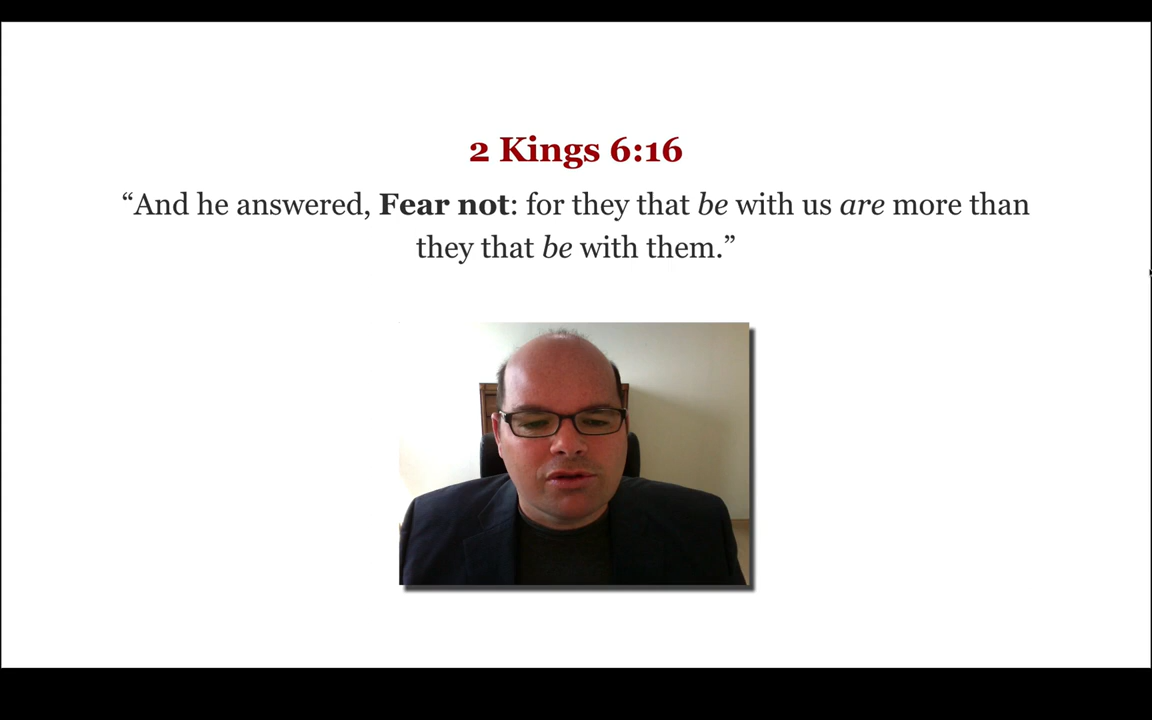 2 Kings 6:16
“And he answered, Fear not: for they that be with us are more than
they that be with them.”